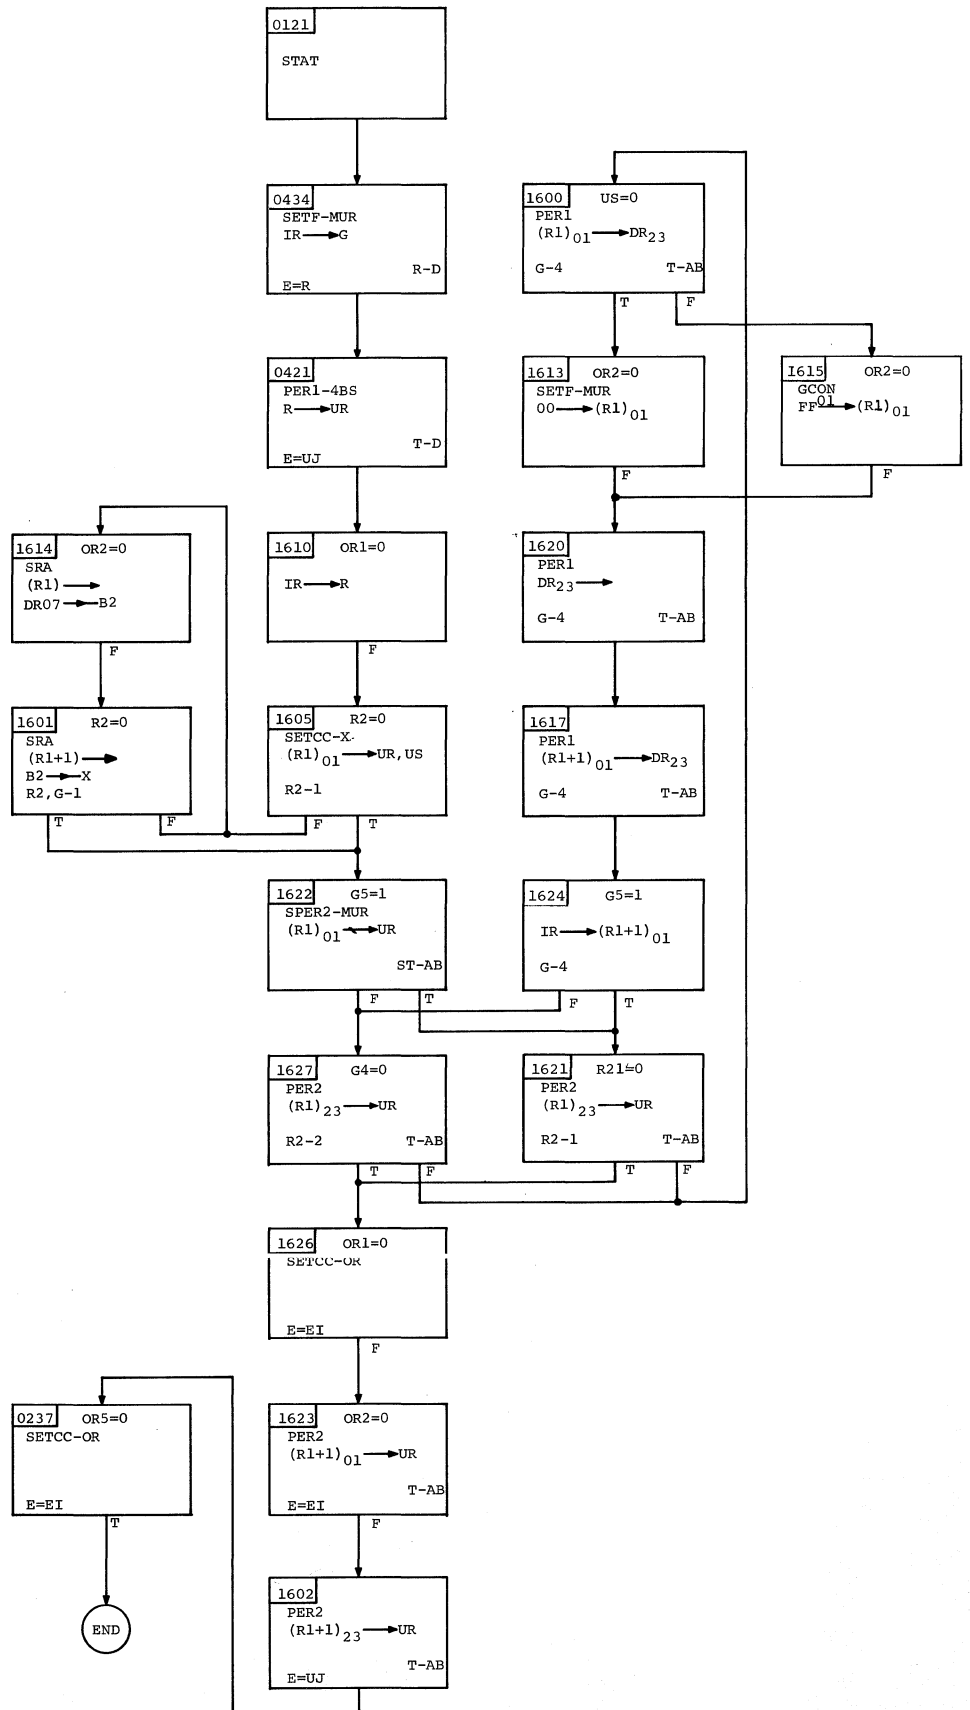 0121
STAT
0434
SETF-MUR
IR→G
R-D
E=R
1600 US=0
PER1
(R1)01→DR23
G-4 T-AB
T F
0421
PER1-4BS
R→UR
T-D
E=UJ
1613 OR2=0
SETF-MUR
00→(R1)01
F
I615 OR2=0
GCON
FF01→(R1)01
F
1614 OR2=0
SRA
(R1)→
DR07→B2
F
1610 OR1=0
IR→R
F
1620
PER1
DR23→
G-4 T-AB
1601 R2=0
SRA
(R1+1)→
B2→X
R2,G-1
T F
1605 R2=0
SETCC-X
(R1)01→UR,US
R2-1
F T
1617
PER1
(R1+1)01→DR23
G-4 T-AB
1622 G5=1
SPER2-MUR
(R1)01→UR
ST-AB
F T
1624 G5=1
IR→(R1+1)01
G-4
F T
1627 G4=0
PER2
(R1)23→UR
R2-2 T-AB
T F
1621 R21=0
PER2
(R1)23→UR
R2-1 T-AB
T F
1626 OR1=0
SETCC-OR
E=EI
F
0237 OR5=0
SETCC-OR
E=EI
T
END
1623 OR2=0
PER2
(R1+1)01→UR
T-AB
E=EI
F
1602
PER2
(R1+1)23→UR
T-AB
E=UJ